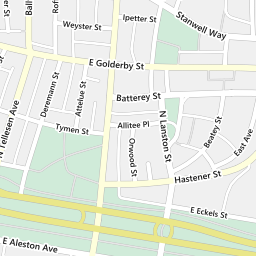 Ipetter St
Stanwell Way
Weyster St
E Golderby St
Deremann St
Attelue St
Batterey St
N Tellesen Ave
Tymen St
Allitee Pl
N Lanston St
Orwood St
Beatey St
East Ave
Hastener St
E Eckels St
E Aleston Ave